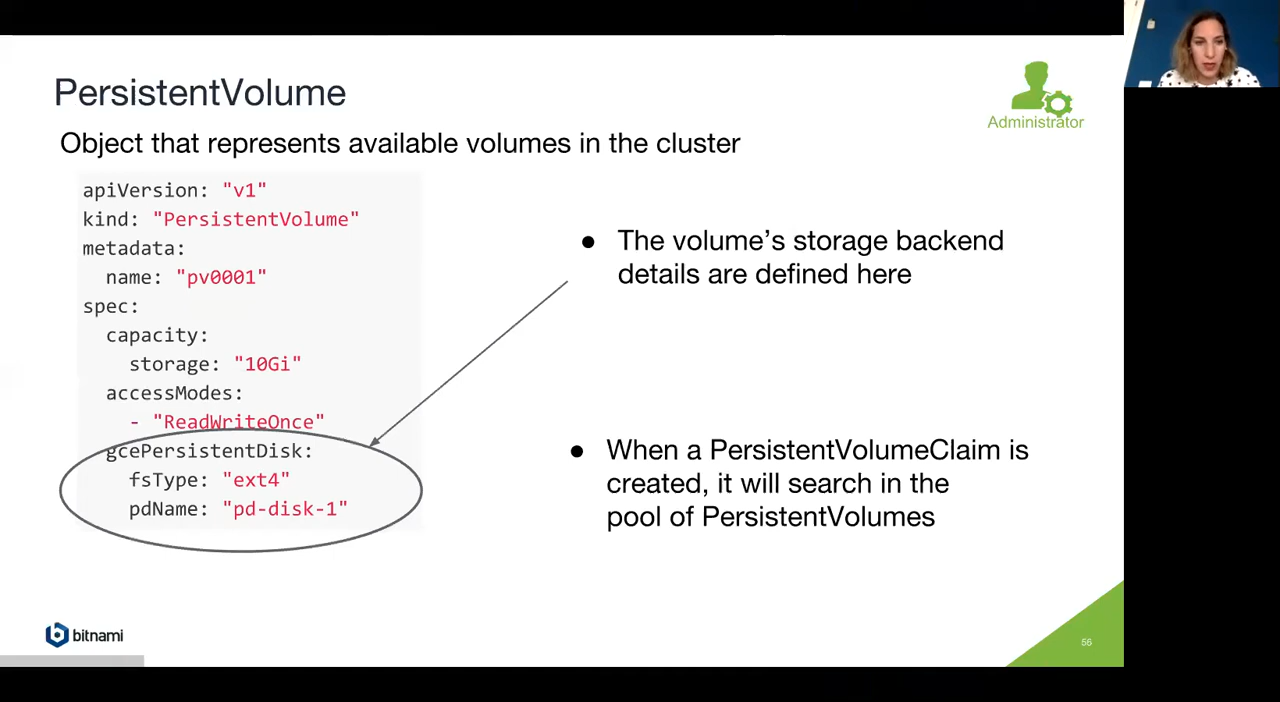 PersistentVolume
Administrator
Object that represents available volumes in the cluster
apiVersion: "v1"
kind: "PersistentVolume"
metadata:
  name: "pv0001"
spec:
  capacity:
    storage: "10Gi"
  accessModes:
    - "ReadWriteOnce"
  gcePersistentDisk:
    fsType: "ext4"
    pdName: "pd-disk-1"
● The volume’s storage backend
details are defined here
● When a PersistentVolumeClaim is
created, it will search in the
pool of PersistentVolumes
bitnami
56